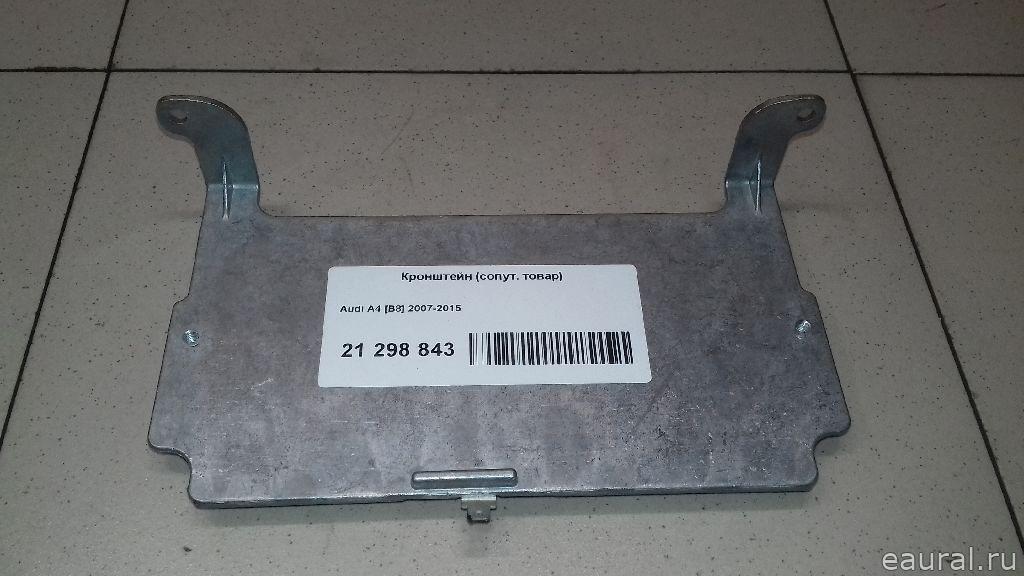 Кронштейн (сопут. товар)
Audi A4 [B8] 2007-2015
21 298 843
eaural.ru